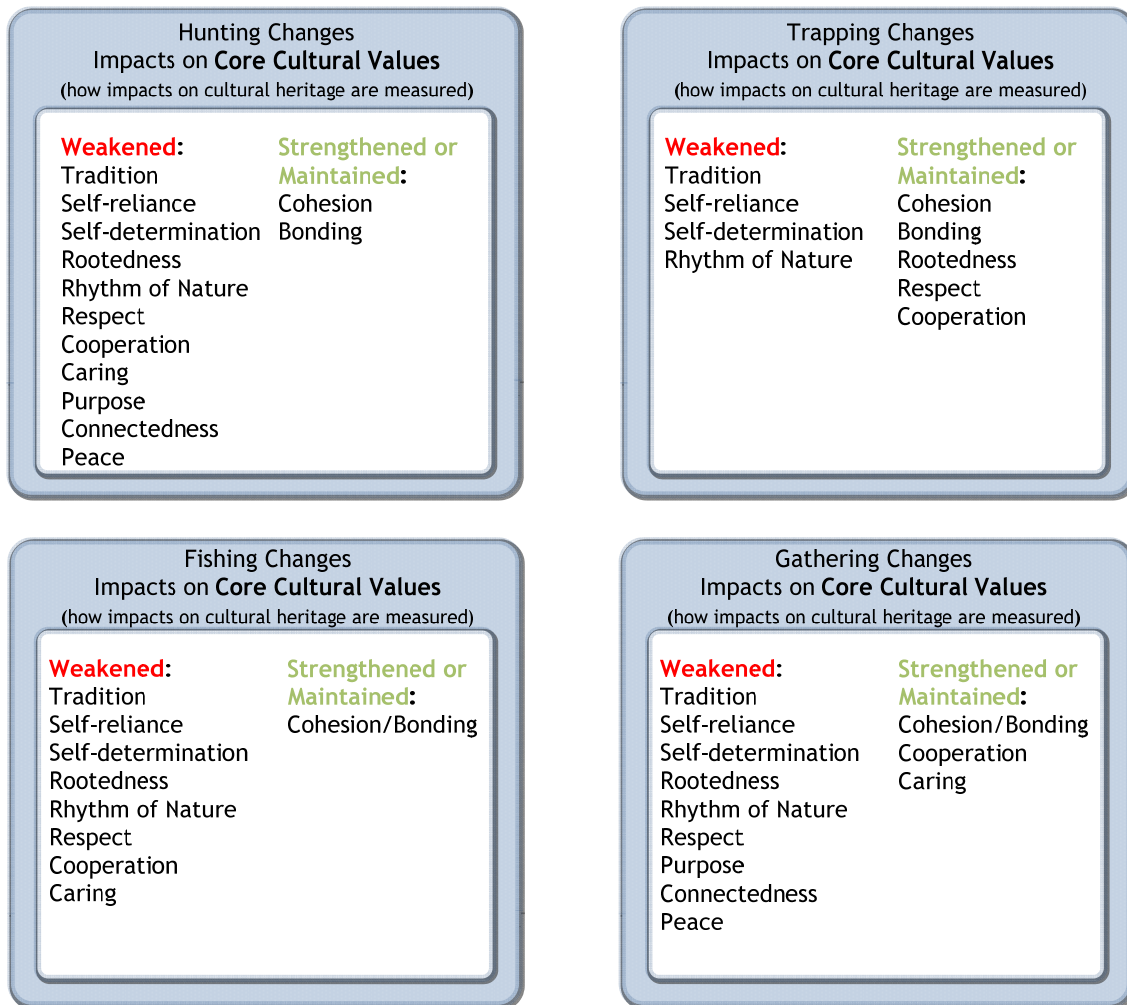 Hunting Changes
Impacts on Core Cultural Values
(how impacts on cultural heritage are measured)
Weakened:
Tradition
Self-reliance
Self-determination
Rootedness
Rhythm of Nature
Respect
Cooperation
Caring
Purpose
Connectedness
Peace
Strengthened or
Maintained:
Cohesion
Bonding
Trapping Changes
Impacts on Core Cultural Values
(how impacts on cultural heritage are measured)
Weakened:
Tradition
Self-reliance
Self-determination
Rhythm of Nature
Strengthened or
Maintained:
Cohesion
Bonding
Rootedness
Respect
Cooperation
Fishing Changes
Impacts on Core Cultural Values
(how impacts on cultural heritage are measured)
Weakened:
Tradition
Self-reliance
Self-determination
Rootedness
Rhythm of Nature
Respect
Cooperation
Caring
Strengthened or
Maintained:
Cohesion/Bonding
Gathering Changes
Impacts on Core Cultural Values
(how impacts on cultural heritage are measured)
Weakened:
Tradition
Self-reliance
Self-determination
Rootedness
Rhythm of Nature
Respect
Purpose
Connectedness
Peace
Strengthened or
Maintained:
Cohesion/Bonding
Cooperation
Caring